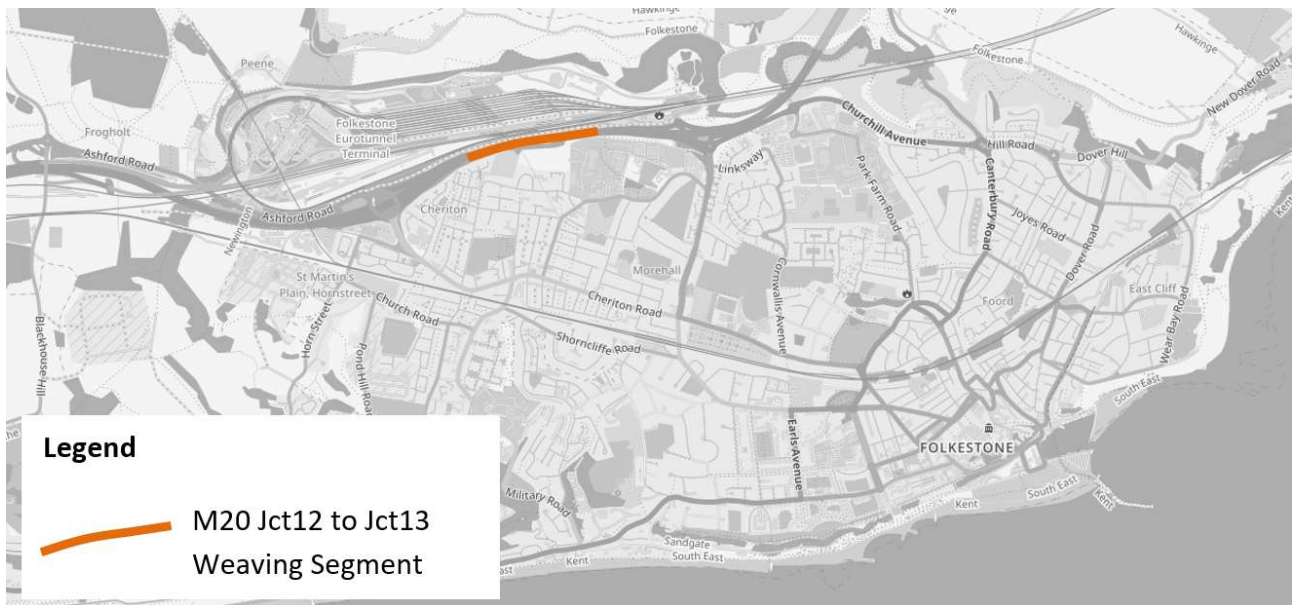 Hawkinge
Folkestone
Hawkinge
Folkestone
New Dover Road
Peene
Folkestone
Eurotunnel
Terminal
Frogholt
Ashford Road
Churchill Avenue
Hill Road
Dover Hill
Linksway
Park Farm Road
Canterbury Road
Kent
Cheriton
Ashford Road
Newington
Joyes Road
Dover Road
Morehall
Cornwallis Avenue
St Martin's
Plain, Hornstreet
Cheriton Road
Foord
East Cliff
Church Road
Horn Street
Shorncliffe Road
Wear Bay Road
Blackhouse Hill
Pond Hill Road
South East
Earls Avenue
FOLKESTONE
Legend
M20 Jct12 to Jct13
Weaving Segment
Military Road
South East
Kent
Kent
Sandgate
South East
Kent